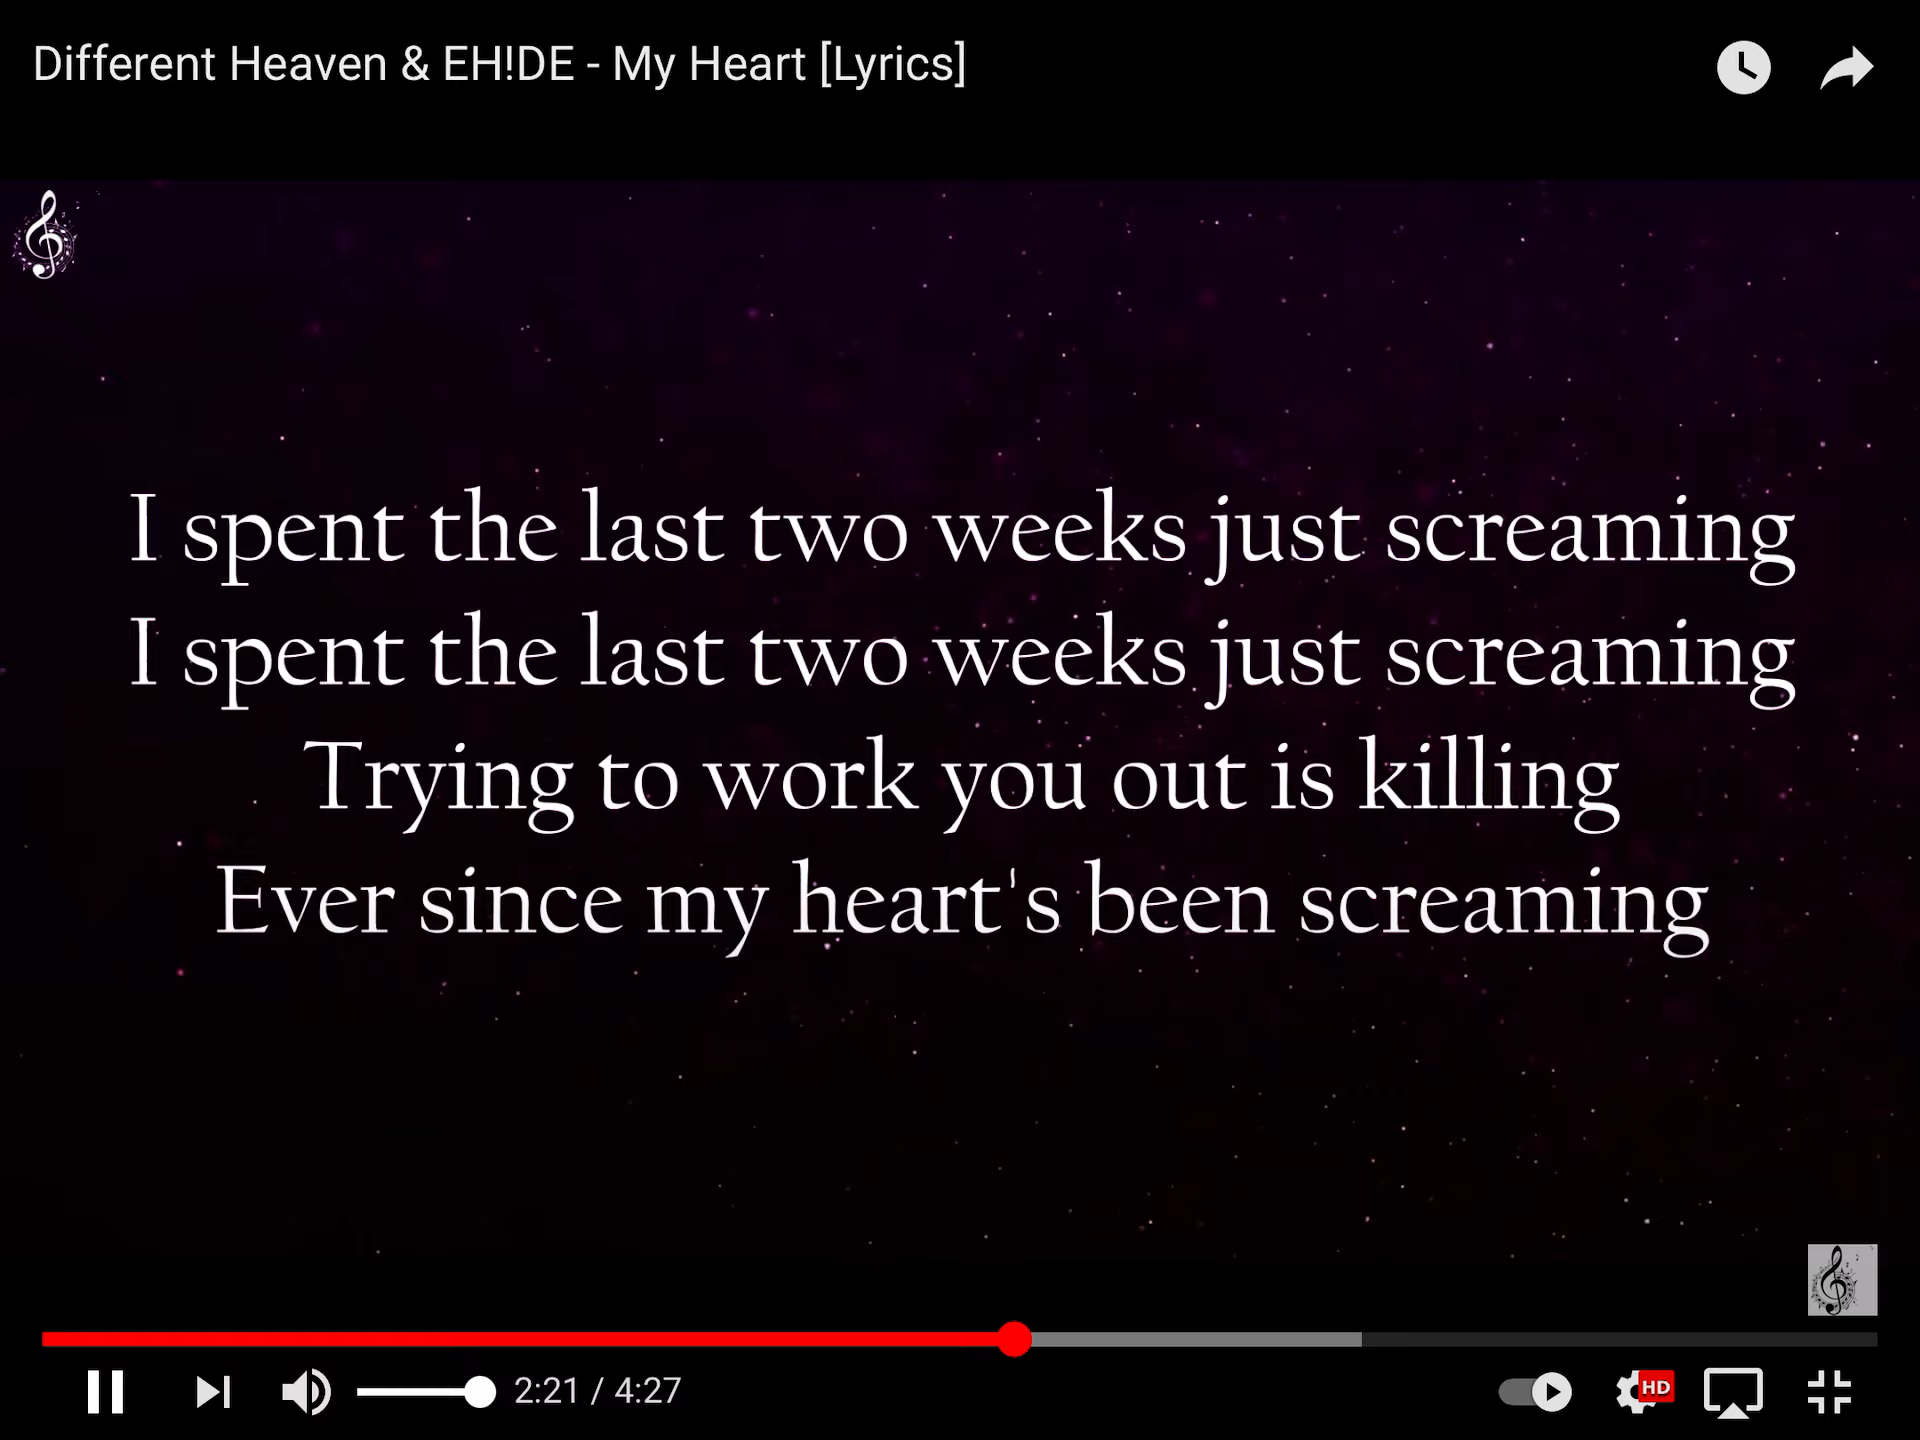 Different Heaven & EH!DE - My Heart [Lyrics]
I spent the last two weeks just screaming
I spent the last two weeks just screaming
Trying to work you out is killing
Ever since my heart's been screaming
2:21 / 4:27
HD